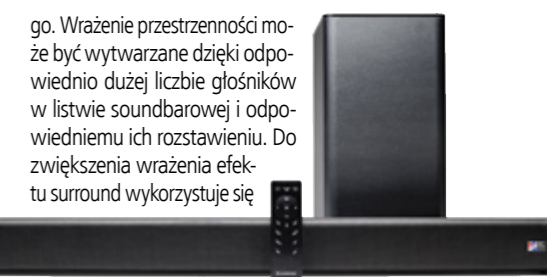 go. Wrażenie przestrzenności mo-
że być wytwarzane dzięki odpo-
wiednio dużej liczbie głośników
w listwie soundbarowej i odpo-
wiedniemu ich rozstawieniu. Do
zwiększenia wrażenia efek-
tu surround wykorzystuje się